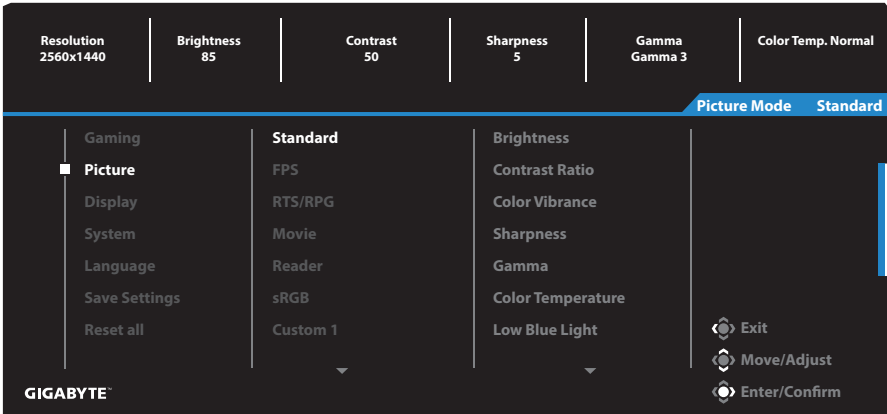 Resolution
2560x1440
Brightness
85
Contrast
50
Sharpness
5
Gamma
Gamma 3
Color Temp. Normal
Picture Mode Standard
Gaming
Picture
Display
System
Language
Save Settings
Reset all
Standard
FPS
RTS/RPG
Movie
Reader
sRGB
Custom 1
Brightness
Contrast Ratio
Color Vibrance
Sharpness
Gamma
Color Temperature
Low Blue Light
Exit
Move/Adjust
Enter/Confirm
GIGABYTE™